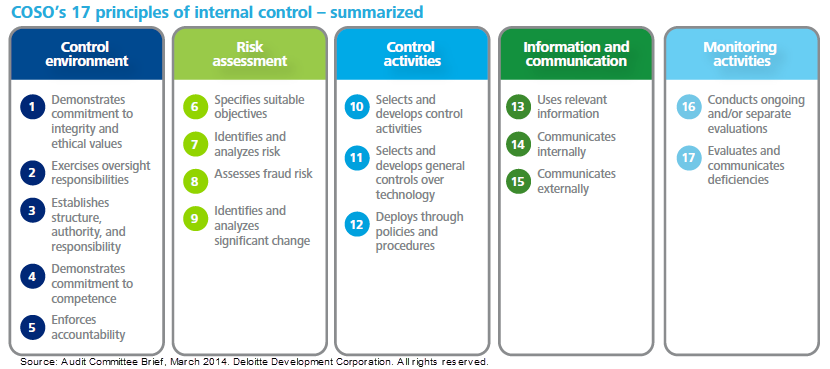 COSO's 17 principles of internal control – summarized
Control
environment
1
Demonstrates
commitment to
integrity and
ethical values
2
Exercises oversight
responsibilities
3
Establishes
structure,
authority, and
responsibility
4
Demonstrates
commitment to
competence
5
Enforces
accountability
Risk
assessment
6
Specifies suitable
objectives
7
Identifies and
analyzes risk
8
Assesses fraud risk
9
Identifies and
analyzes
significant change
Control
activities
10
Selects and
develops control
activities
11
Selects and
develops general
controls over
technology
12
Deploys through
policies and
procedures
Information and
communication
13
Uses relevant
information
14
Communicates
internally
15
Communicates
externally
Monitoring
activities
16
Conducts ongoing
and/or separate
evaluations
17
Evaluates and
communicates
deficiencies
Source: Audit Committee Brief, March 2014. Deloitte Development Corporation. All rights reserved.